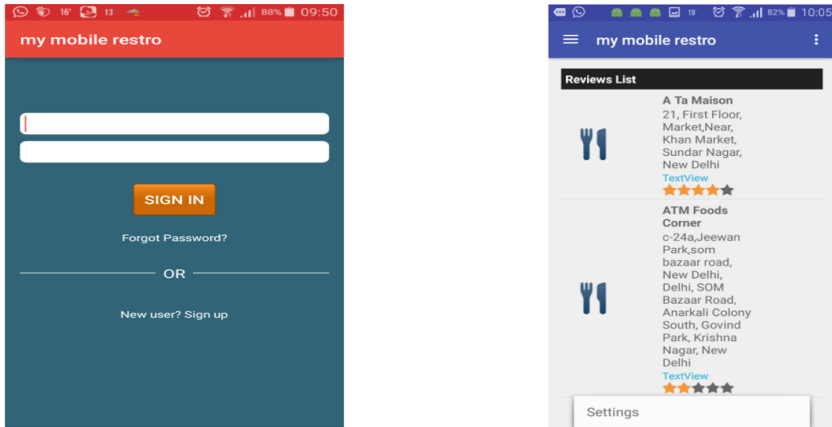 16° 13° 88% 09:50
my mobile restro
SIGN IN
Forgot Password?
OR
New user? Sign up
19° 82% 10:05
my mobile restro
Reviews List
A Ta Maison
21, First Floor,
Market,Near,
Khan Market,
Sundar Nagar,
New Delhi
TextView
ATM Foods
Corner
c-24a,Jeewan
Park,som
bazaar road,
New Delhi,
Delhi, SOM
Bazaar Road,
Anarkali Colony
South, Govind
Park, Krishna
Nagar, New
Delhi
TextView
Settings